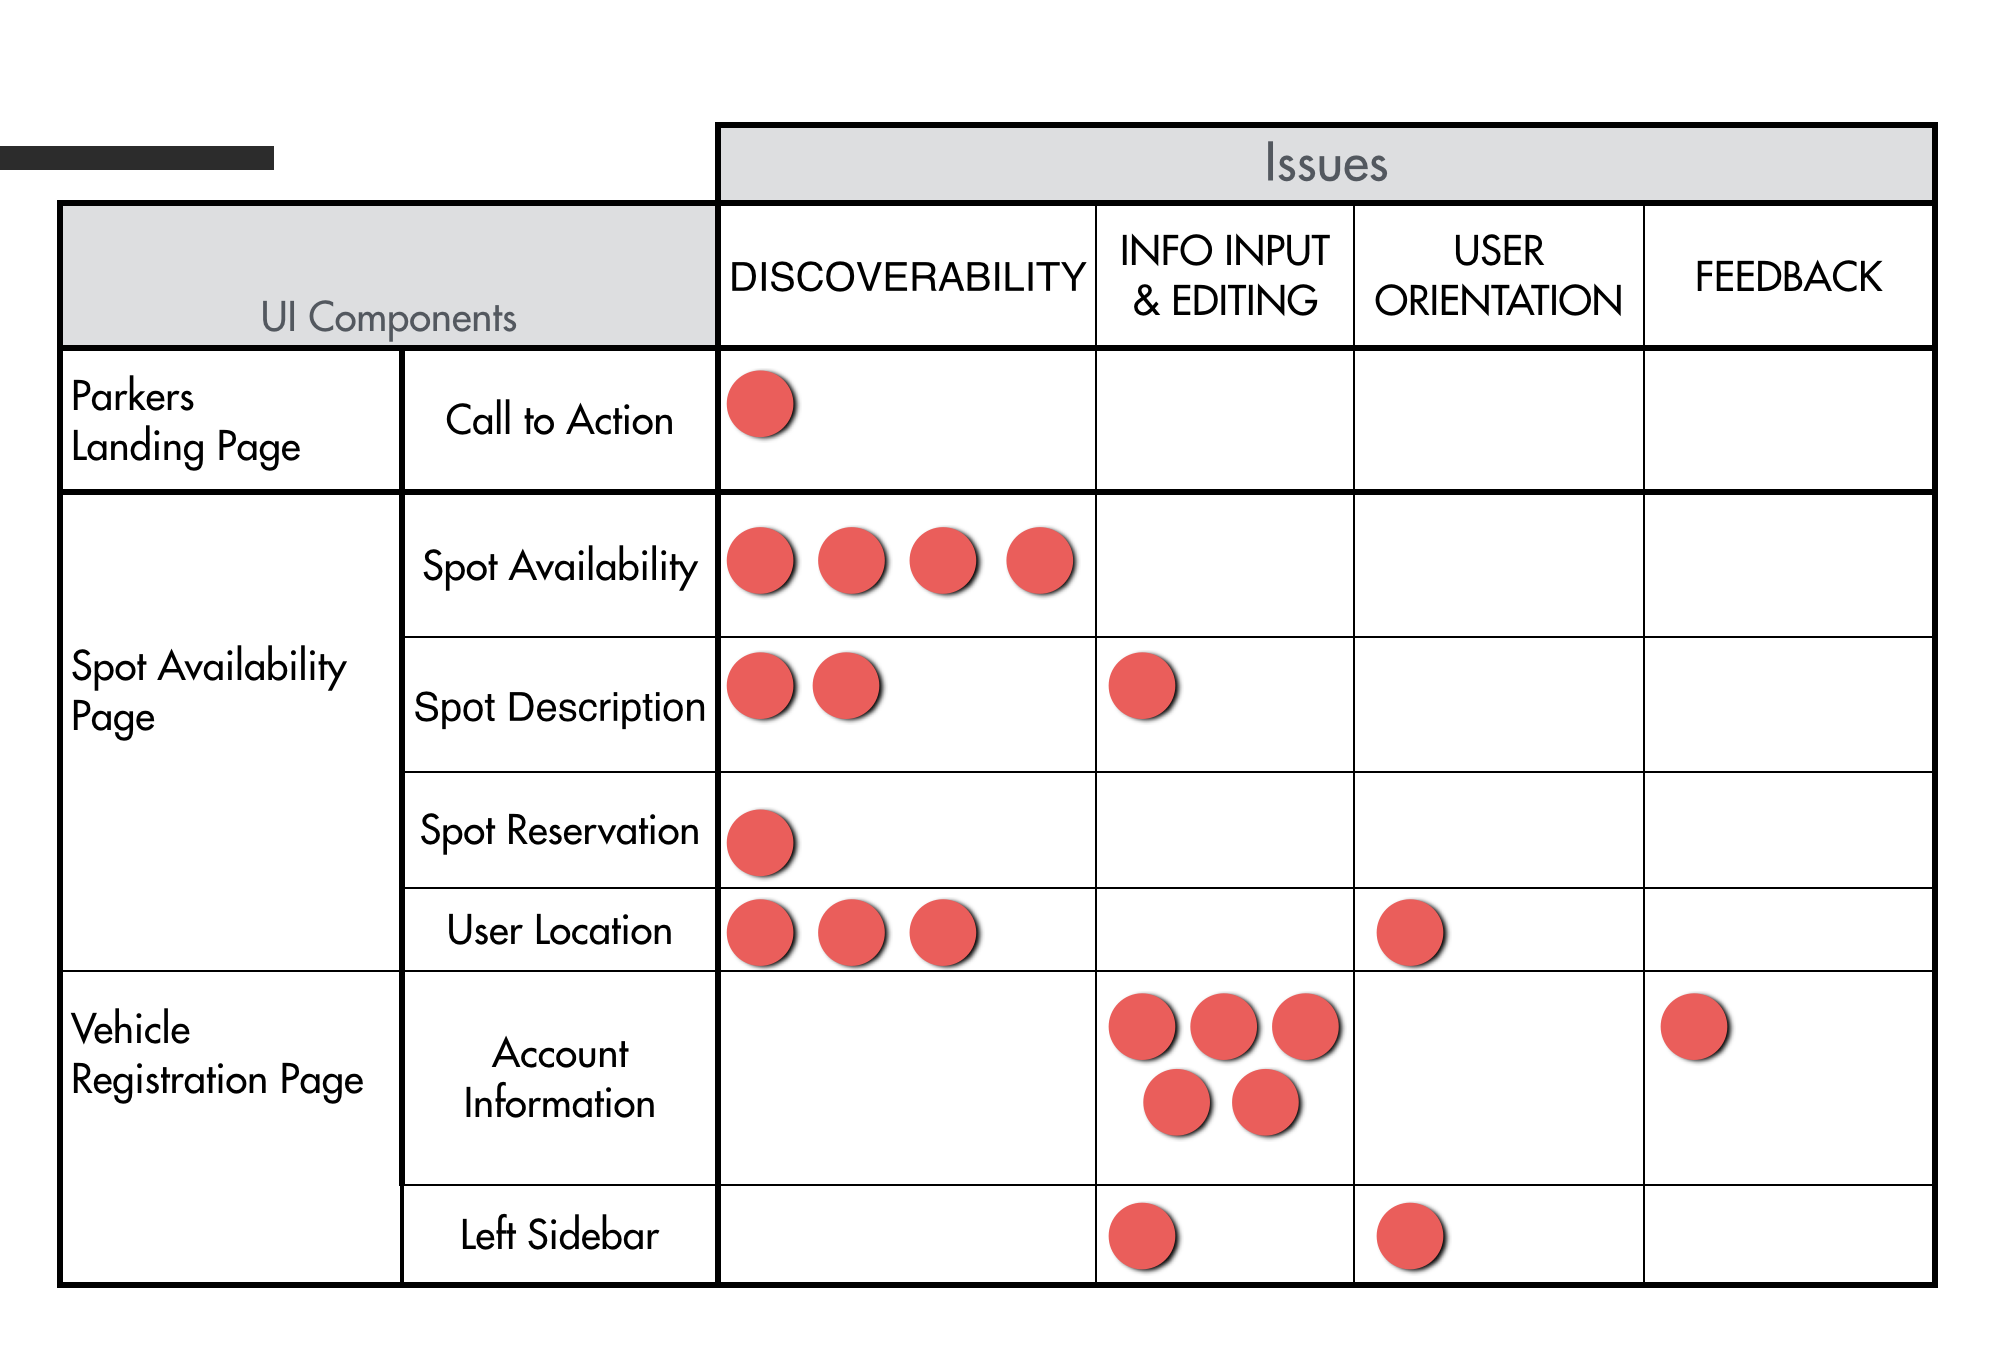 Issues
UI Components
DISCOVERABILITY
INFO INPUT
& EDITING
USER
ORIENTATION
FEEDBACK
Parkers
Landing Page
Call to Action
Spot Availability
Page
Spot Availability
Spot Description
Spot Reservation
User Location
Vehicle
Registration Page
Account
Information
Left Sidebar